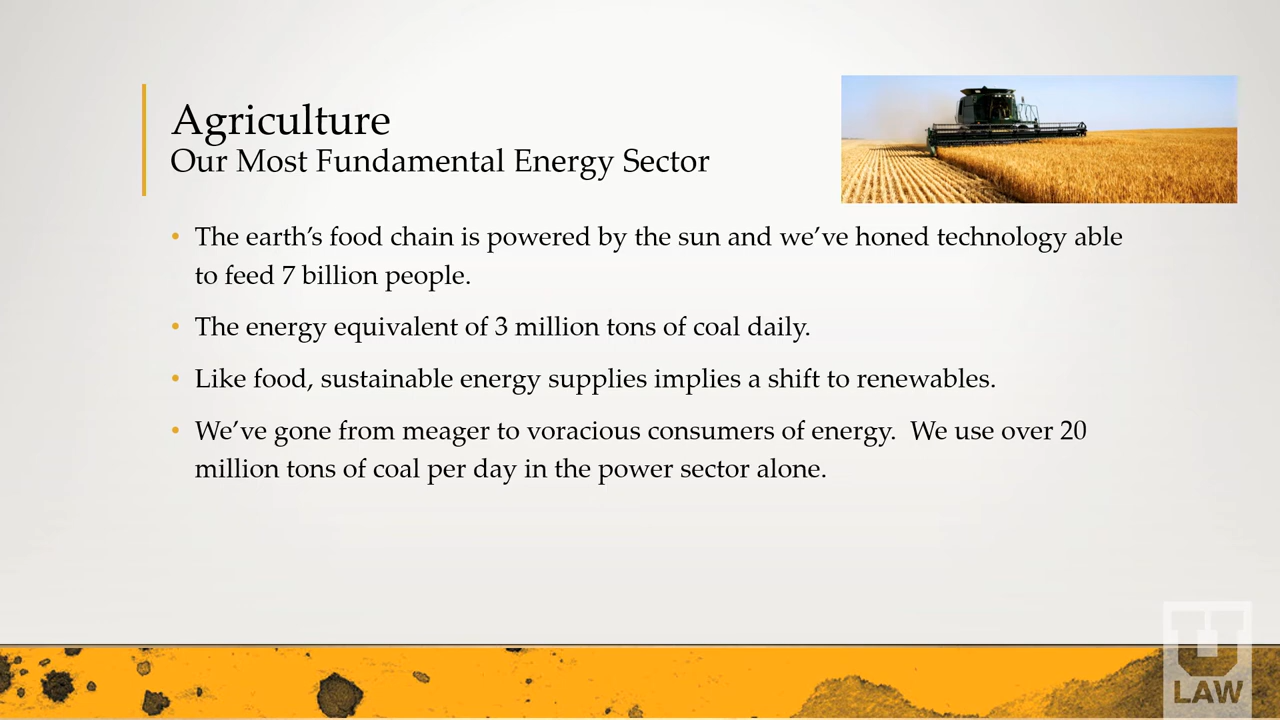 Agriculture
Our Most Fundamental Energy Sector
• The earth’s food chain is powered by the sun and we’ve honed technology able
to feed 7 billion people.
• The energy equivalent of 3 million tons of coal daily.
• Like food, sustainable energy supplies implies a shift to renewables.
• We’ve gone from meager to voracious consumers of energy.  We use over 20
million tons of coal per day in the power sector alone.
U
LAW